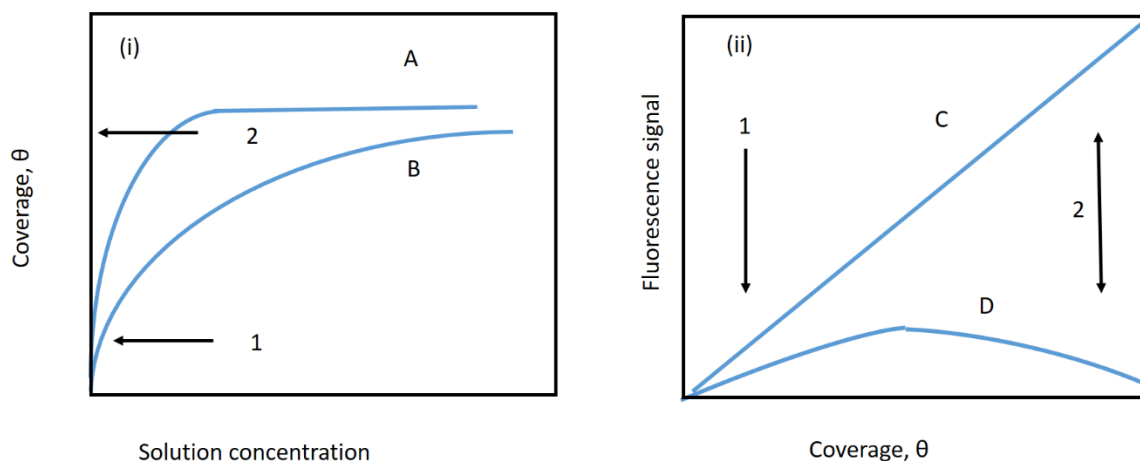 (i)
A
2
B
1
Coverage, θ
Solution concentration
(ii)
C
1
2
D
Fluorescence signal
Coverage, θ